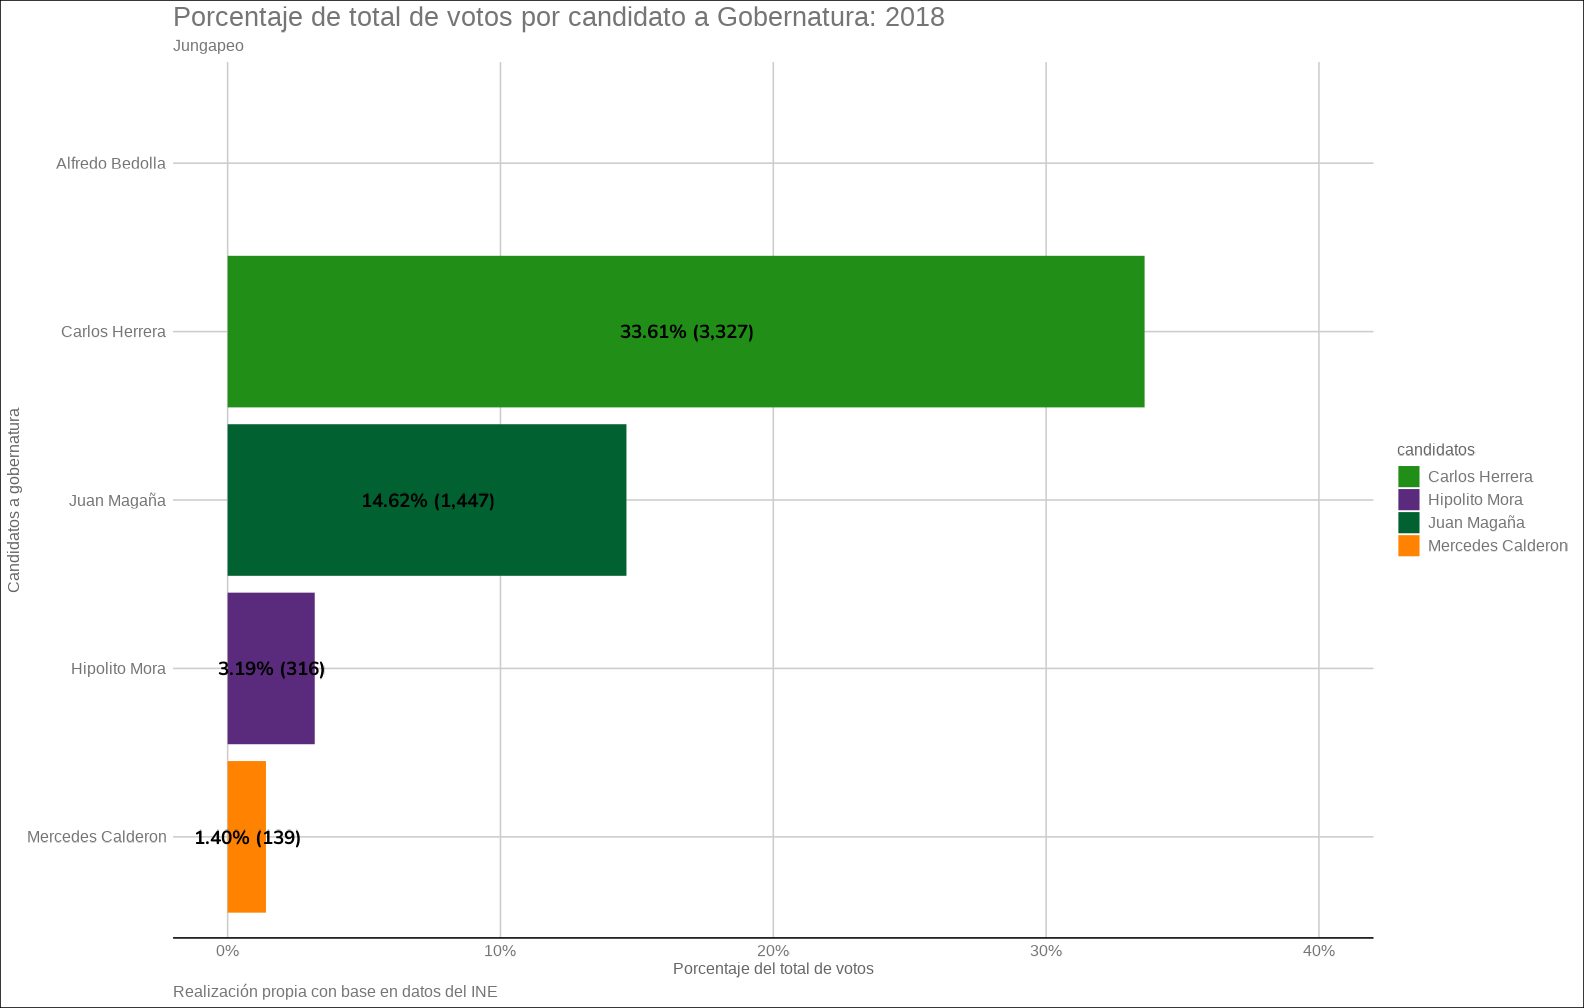 Porcentaje de total de votos por candidato a Gobernatura: 2018
Jungapeo
Candidatos a gobernatura
Alfredo Bedolla
Carlos Herrera
33.61% (3,327)
Juan Magaña
14.62% (1,447)
Hipolito Mora
3.19% (316)
Mercedes Calderon
1.40% (139)
0% 10% 20% 30% 40%
Porcentaje del total de votos
candidatos
Carlos Herrera
Hipolito Mora
Juan Magaña
Mercedes Calderon
Realización propia con base en datos del INE